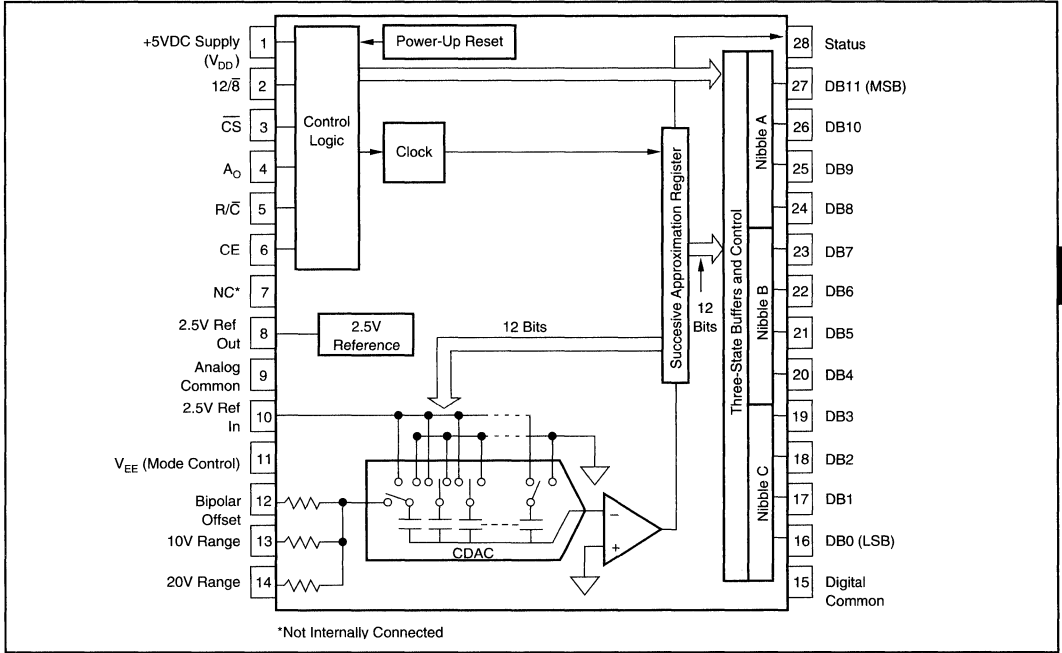 +5VDC Supply
(VDD)
1
12/8̅
2
C̅S̅
3
AO
4
R/C̅
5
CE
6
NC*
7
2.5V Ref
Out
8
Analog
Common
9
2.5V Ref
In
10
VEE (Mode Control)
11
Bipolar
Offset
12
10V Range
13
20V Range
14
Control
Logic
Power-Up Reset
Clock
2.5V
Reference
12 Bits
CDAC
−
+
Succesive Approximation Register
12
Bits
Three-State Buffers and Control
Nibble A
Nibble B
Nibble C
28
Status
27
DB11 (MSB)
26
DB10
25
DB9
24
DB8
23
DB7
22
DB6
21
DB5
20
DB4
19
DB3
18
DB2
17
DB1
16
DB0 (LSB)
15
Digital
Common
*Not Internally Connected